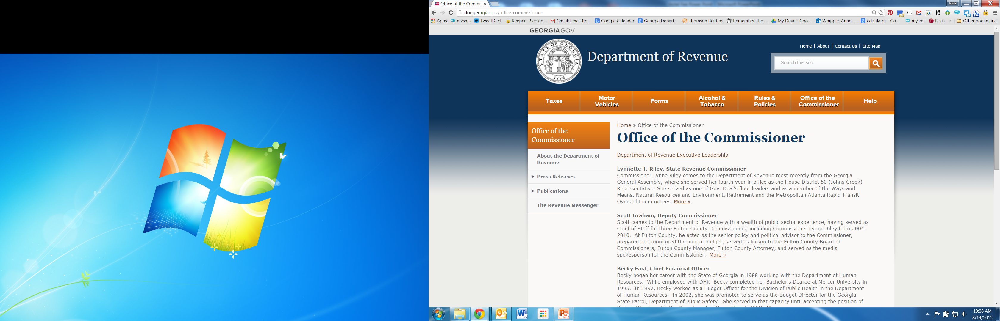 Office of the Commis
Anne
dor.georgia.gov/office-commissioner
Apps mysms TweetDeck Keeper - Secure... Gmail: Email fro... Google Calendar Georgia Depart... Thomson Reuters Remember The ... My Drive - Goo... Whipple, Anne ... calculator - Go... mysms Lexis » Other bookmarks
GEORGIAGOV
STATE OF GEORGIA
CONSTITUTION
1776
Department of Revenue
Home | About | Contact Us | Site Map
Search this site
Taxes
Motor Vehicles
Forms
Alcohol & Tobacco
Rules & Policies
Office of the Commissioner
Help
Office of the
Commissioner
About the Department of
Revenue
Press Releases
Publications
The Revenue Messenger
Home » Office of the Commissioner
Office of the Commissioner
Department of Revenue Executive Leadership
Lynnette T. Riley, State Revenue Commissioner
Commissioner Lynne Riley comes to the Department of Revenue most recently from the Georgia
General Assembly, where she served her fourth year in office as the House District 50 (Johns Creek)
Representative. She served as one of Gov. Deal’s floor leaders and as a member of the Ways and
Means, Natural Resources and Environment, Retirement and the Metropolitan Atlanta Rapid Transit
Oversight committees. More »
Scott Graham, Deputy Commissioner
Scott comes to the Department of Revenue with a wealth of public sector experience, having served as
Chief of Staff for three Fulton County Commissioners, including Commissioner Lynne Riley from 2004-
2010. At Fulton County, he acted as the senior policy and political advisor to the Commissioner,
prepared and monitored the annual budget, served as liaison to the Fulton County Board of
Commissioners, Fulton County Manager, Fulton County Attorney, and served as the media
spokesperson for the Commissioner. More »
Becky East, Chief Financial Officer
Becky began her career with the State of Georgia in 1988 working with the Department of Human
Resources. While employed with DHR, Becky completed her Bachelor’s Degree at Mercer University in
1995. In 1997, Becky worked as a Budget Officer for the Division of Public Health in the Department
of Human Resources. In 2002, she was promoted to serve as the Budget Director for the Georgia
State Patrol, Department of Public Safety. She served in that capacity until accepting the position of
10:08 AM
8/14/2015